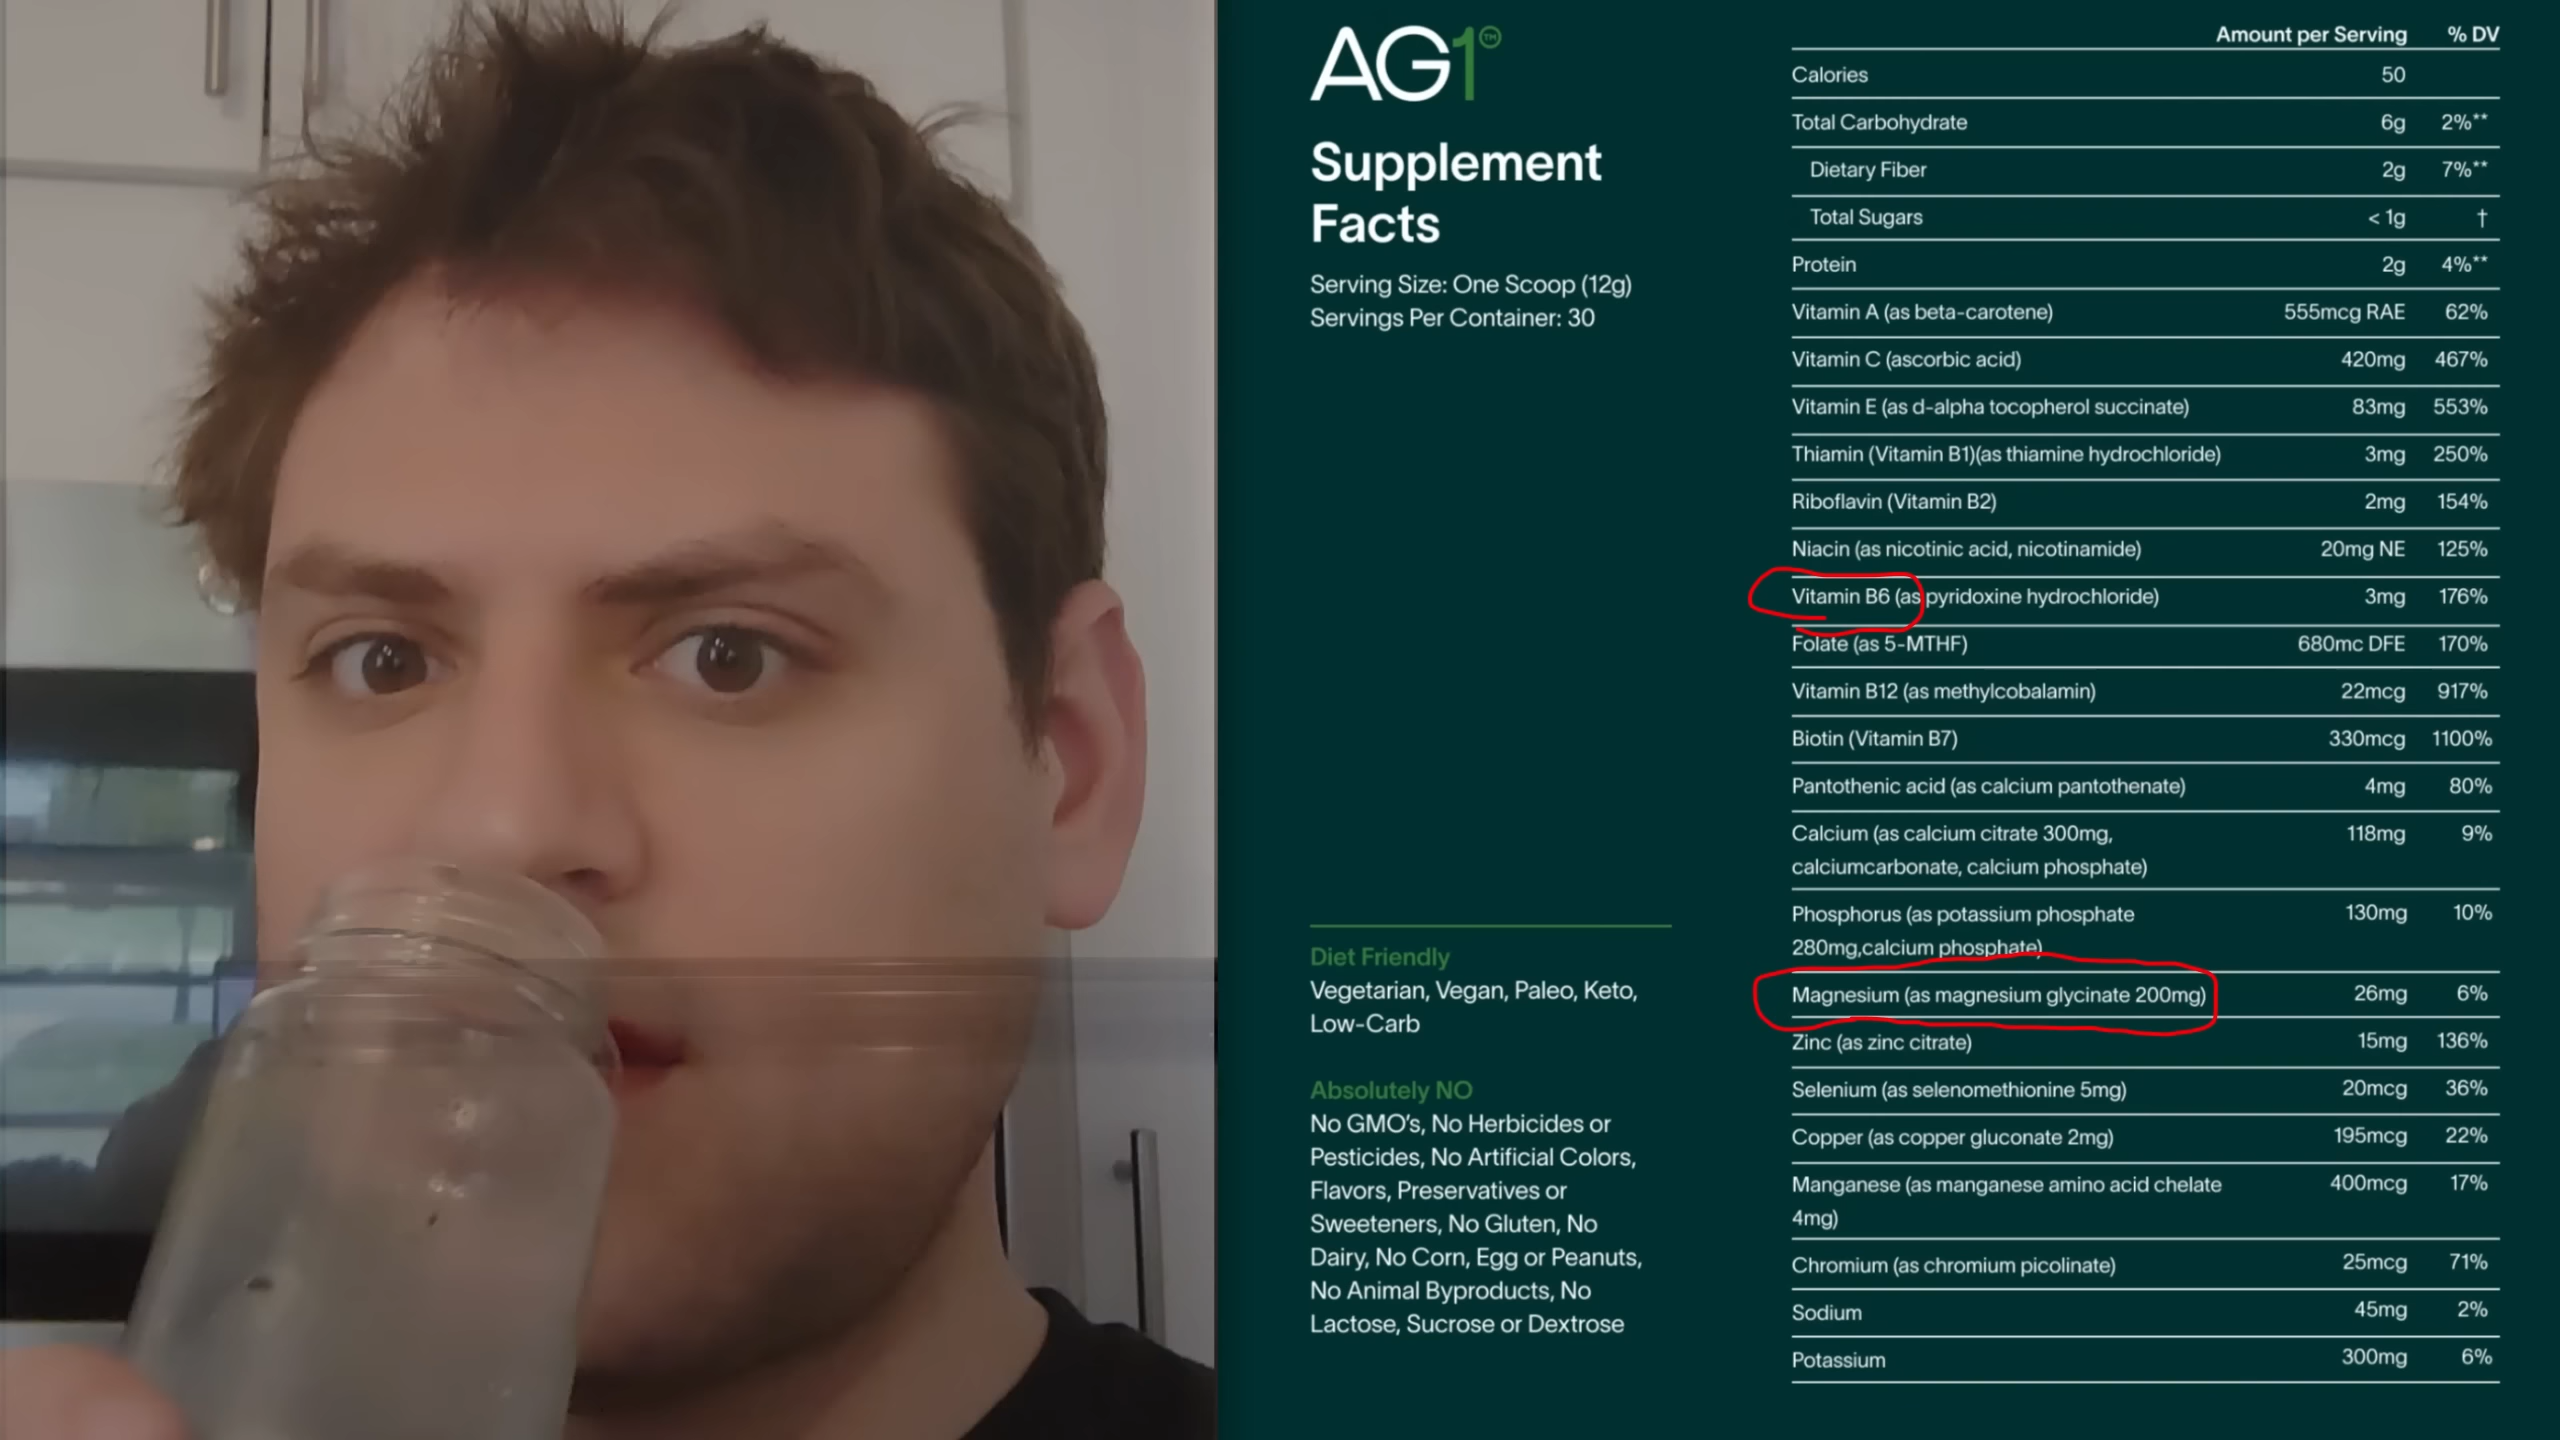 AG1™
Supplement
Facts
Serving Size: One Scoop (12g)
Servings Per Container: 30
Diet Friendly
Vegetarian, Vegan, Paleo, Keto,
Low-Carb
Absolutely NO
No GMO’s, No Herbicides or
Pesticides, No Artificial Colors,
Flavors, Preservatives or
Sweeteners, No Gluten, No
Dairy, No Corn, Egg or Peanuts,
No Animal Byproducts, No
Lactose, Sucrose or Dextrose
Amount per Serving % DV
Calories 50
Total Carbohydrate 6g 2%**
Dietary Fiber 2g 7%**
Total Sugars < 1g †
Protein 2g 4%**
Vitamin A (as beta-carotene) 555mcg RAE 62%
Vitamin C (ascorbic acid) 420mg 467%
Vitamin E (as d-alpha tocopherol succinate) 83mg 553%
Thiamin (Vitamin B1)(as thiamine hydrochloride) 3mg 250%
Riboflavin (Vitamin B2) 2mg 154%
Niacin (as nicotinic acid, nicotinamide) 20mg NE 125%
Vitamin B6 (as pyridoxine hydrochloride) 3mg 176%
Folate (as 5-MTHF) 680mc DFE 170%
Vitamin B12 (as methylcobalamin) 22mcg 917%
Biotin (Vitamin B7) 330mcg 1100%
Pantothenic acid (as calcium pantothenate) 4mg 80%
Calcium (as calcium citrate 300mg, 118mg 9%
calciumcarbonate, calcium phosphate)
Phosphorus (as potassium phosphate 130mg 10%
280mg,calcium phosphate)
Magnesium (as magnesium glycinate 200mg) 26mg 6%
Zinc (as zinc citrate) 15mg 136%
Selenium (as selenomethionine 5mg) 20mcg 36%
Copper (as copper gluconate 2mg) 195mcg 22%
Manganese (as manganese amino acid chelate 400mcg 17%
4mg)
Chromium (as chromium picolinate) 25mcg 71%
Sodium 45mg 2%
Potassium 300mg 6%